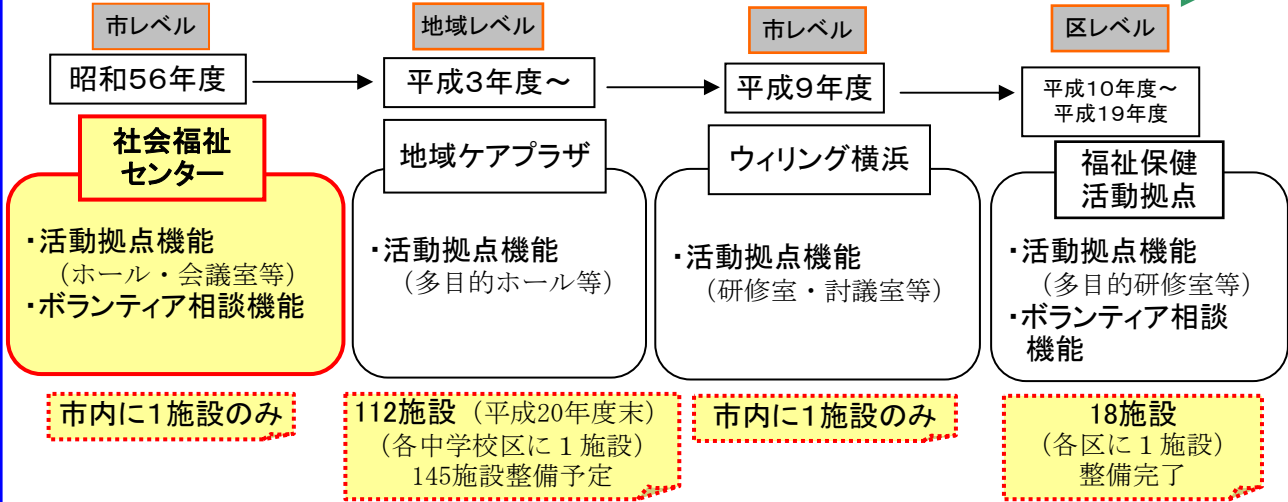 市レベル
昭和56年度
社会福祉
センター
・活動拠点機能
（ホール・会議室等）
・ボランティア相談機能
市内に１施設のみ
地域レベル
平成3年度～
地域ケアプラザ
・活動拠点機能
（多目的ホール等）
112施設（平成20年度末）
（各中学校区に１施設）
145施設整備予定
市レベル
平成9年度
ウィリング横浜
・活動拠点機能
（研修室・討議室等）
市内に１施設のみ
区レベル
平成10年度～
平成19年度
福祉保健
活動拠点
・活動拠点機能
（多目的研修室等）
・ボランティア相談
機能
18施設
（各区に１施設）
整備完了